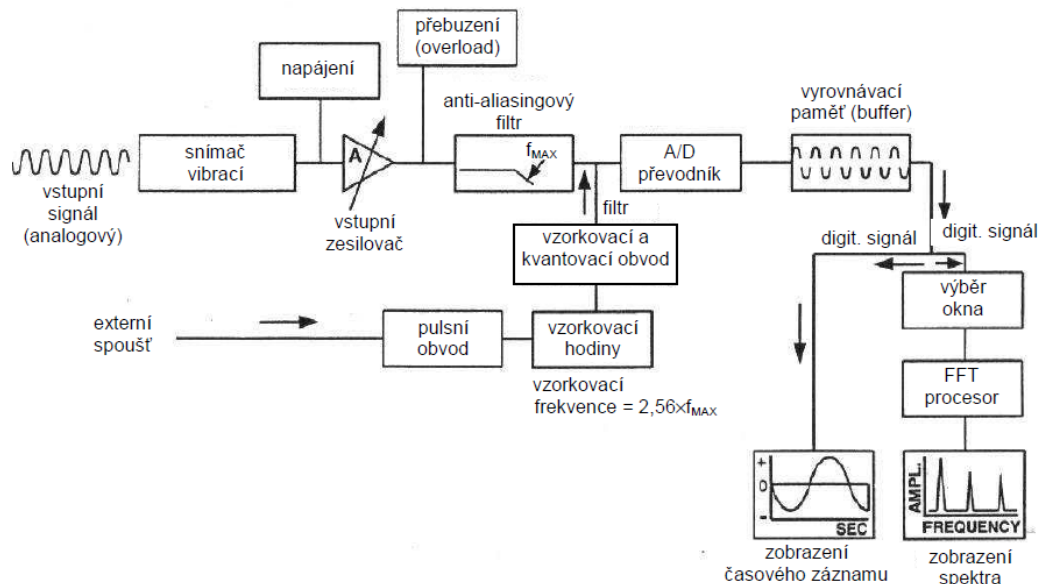 přebuzení
(overload)
napájení
anti-aliasingový
filtr
vyrovnávací
paměť (buffer)
vstupní
signál
(analogový)
snímač
vibrací
A
vstupní
zesilovač
fMAX
A/D
převodník
filtr
digit. signál
digit. signál
vzorkovací a
kvantovací obvod
výběr
okna
externí
spoušť
pulsní
obvod
vzorkovací
hodiny
vzorkovací
frekvence = 2,56×fMAX
FFT
procesor
+
0
-
SEC
AMPL.
FREQUENCY
zobrazení
časového záznamu
zobrazení
spektra